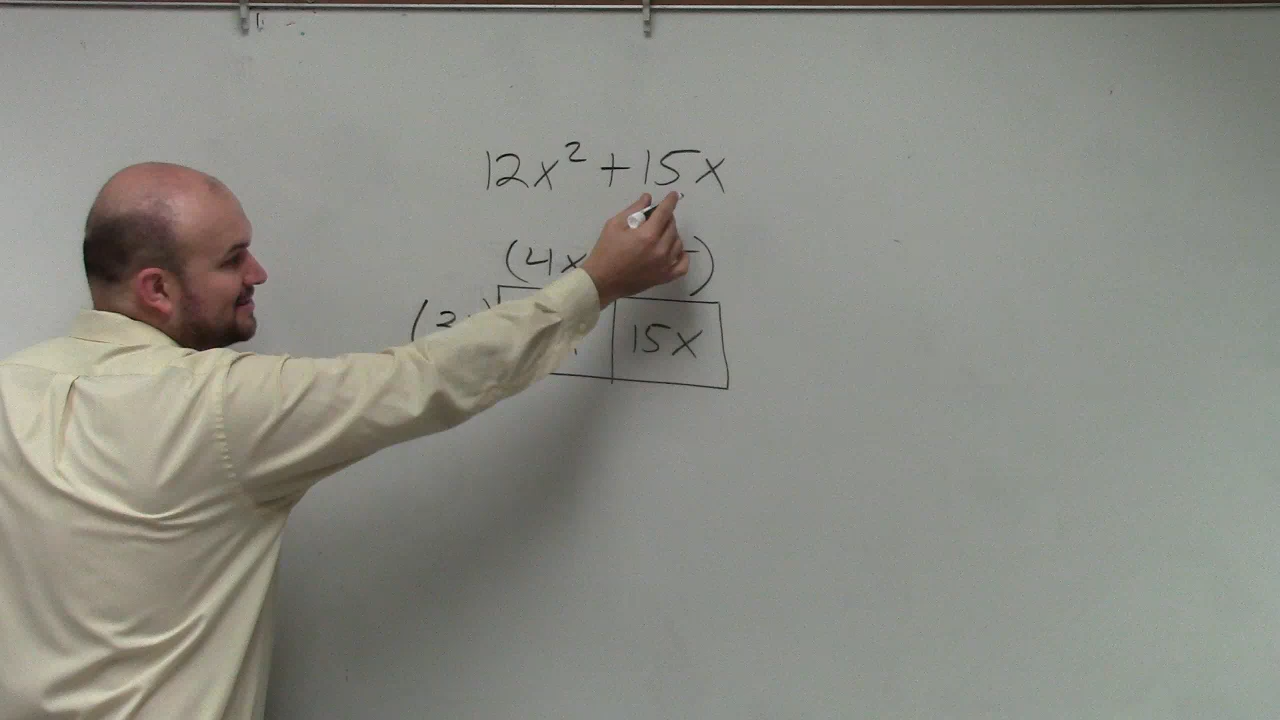 12x² + 15x
(4x )
(3
15x